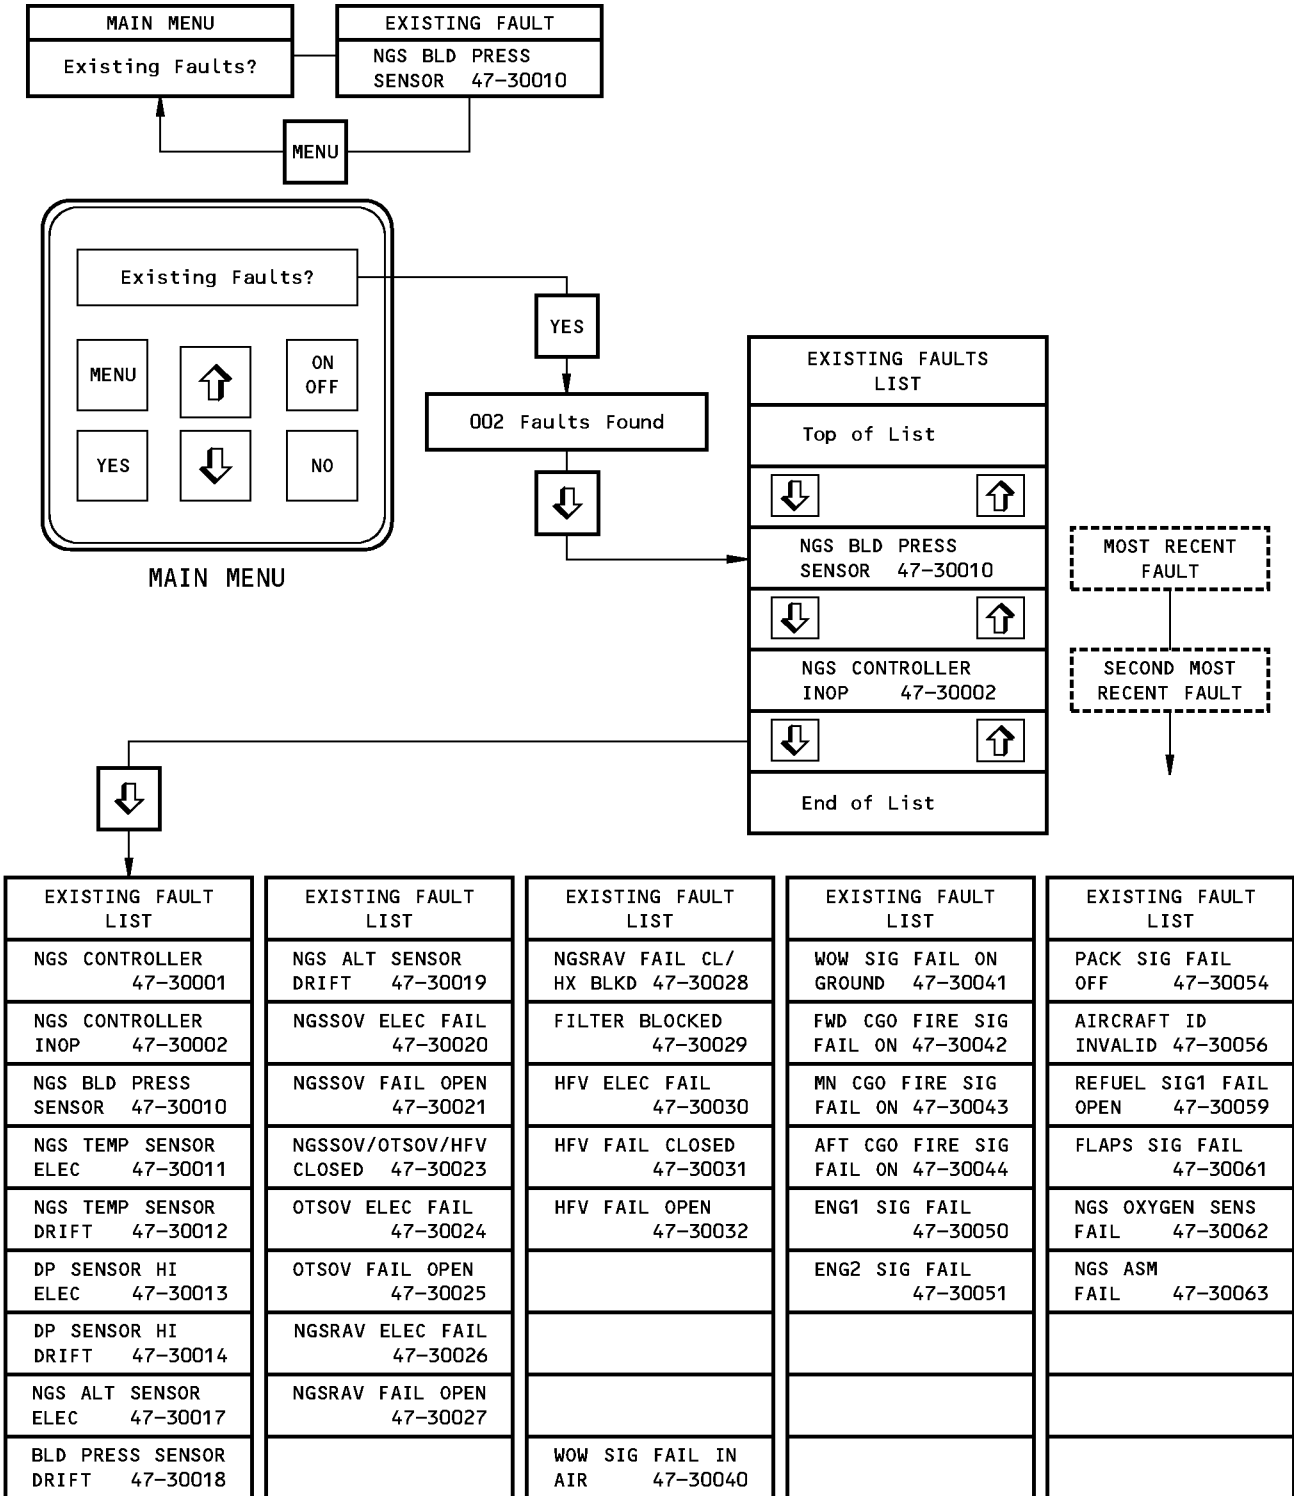 MAIN MENU
Existing Faults?
EXISTING FAULT
NGS BLD PRESS
SENSOR 47-30010
MENU
Existing Faults?
MENU
ON
OFF
YES
NO
MAIN MENU
YES
002 Faults Found
EXISTING FAULTS
LIST
Top of List
NGS BLD PRESS
SENSOR 47-30010
NGS CONTROLLER
INOP 47-30002
End of List
MOST RECENT
FAULT
SECOND MOST
RECENT FAULT
EXISTING FAULT
LIST
NGS CONTROLLER
47-30001
NGS CONTROLLER
INOP 47-30002
NGS BLD PRESS
SENSOR 47-30010
NGS TEMP SENSOR
ELEC 47-30011
NGS TEMP SENSOR
DRIFT 47-30012
DP SENSOR HI
ELEC 47-30013
DP SENSOR HI
DRIFT 47-30014
NGS ALT SENSOR
ELEC 47-30017
BLD PRESS SENSOR
DRIFT 47-30018
EXISTING FAULT
LIST
NGS ALT SENSOR
DRIFT 47-30019
NGSSOV ELEC FAIL
47-30020
NGSSOV FAIL OPEN
47-30021
NGSSOV/OTSOV/HFV
CLOSED 47-30023
OTSOV ELEC FAIL
47-30024
OTSOV FAIL OPEN
47-30025
NGSRAV ELEC FAIL
47-30026
NGSRAV FAIL OPEN
47-30027
EXISTING FAULT
LIST
NGSRAV FAIL CL/
HX BLKD 47-30028
FILTER BLOCKED
47-30029
HFV ELEC FAIL
47-30030
HFV FAIL CLOSED
47-30031
HFV FAIL OPEN
47-30032
WOW SIG FAIL IN
AIR 47-30040
EXISTING FAULT
LIST
WOW SIG FAIL ON
GROUND 47-30041
FWD CGO FIRE SIG
FAIL ON 47-30042
MN CGO FIRE SIG
FAIL ON 47-30043
AFT CGO FIRE SIG
FAIL ON 47-30044
ENG1 SIG FAIL
47-30050
ENG2 SIG FAIL
47-30051
EXISTING FAULT
LIST
PACK SIG FAIL
OFF 47-30054
AIRCRAFT ID
INVALID 47-30056
REFUEL SIG1 FAIL
OPEN 47-30059
FLAPS SIG FAIL
47-30061
NGS OXYGEN SENS
FAIL 47-30062
NGS ASM
FAIL 47-30063